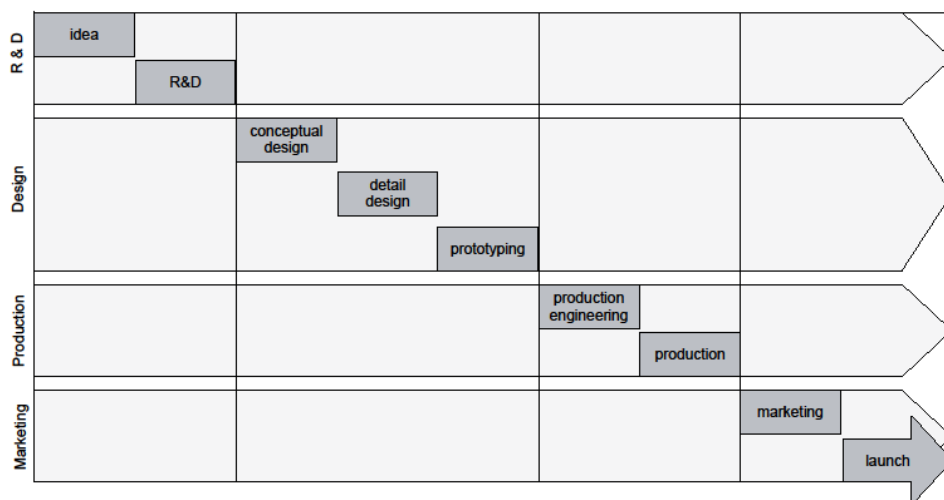 R & D
idea
R&D
Design
conceptual
design
detail
design
prototyping
Production
production
engineering
production
Marketing
marketing
launch